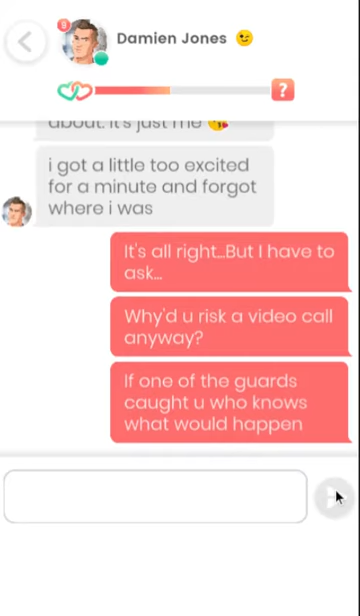 9
Damien Jones
?
about. it's just me
i got a little too excited
for a minute and forgot
where i was
It's all right...But I have to
ask...
Why'd u risk a video call
anyway?
If one of the guards
caught u who knows
what would happen